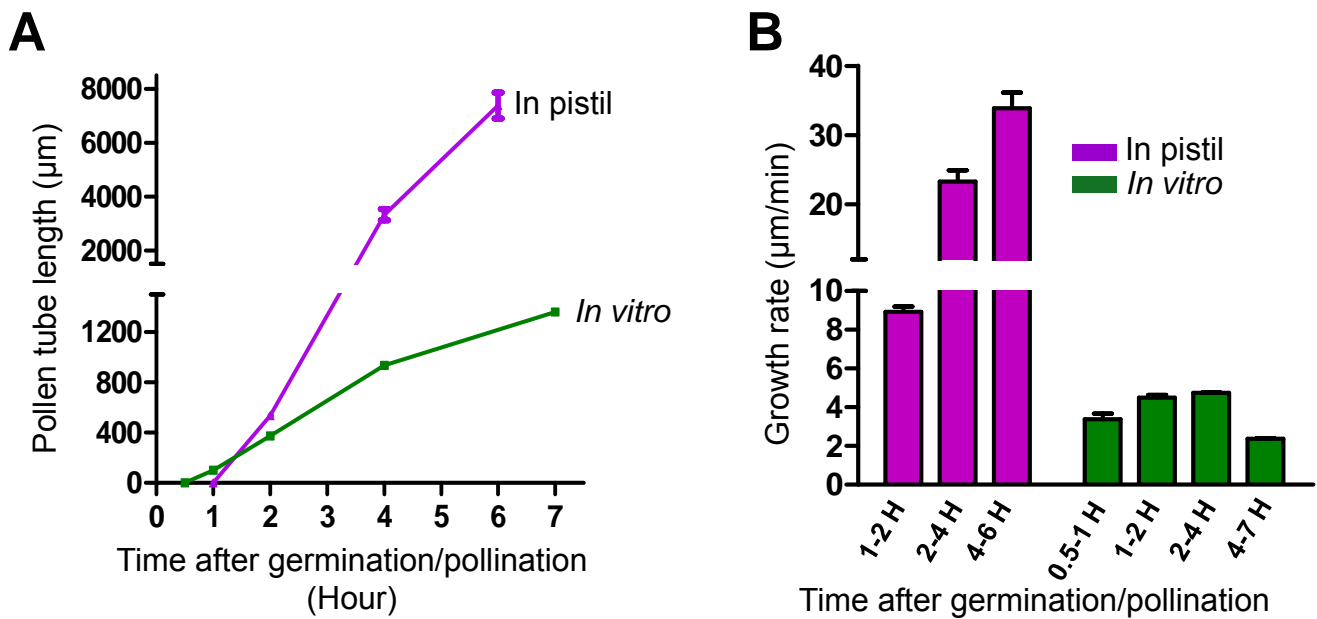 A
Pollen tube length (µm)
8000
6000
4000
2000
1200
800
400
0
0 1 2 3 4 5 6 7
In pistil
In vitro
Time after germination/pollination
(Hour)
B
Growth rate (µm/min)
40
30
20
10
8
6
4
2
0
In pistil
In vitro
1-2 H 2-4 H 4-6 H 0.5-1 H 1-2 H 2-4 H 4-7 H
Time after germination/pollination